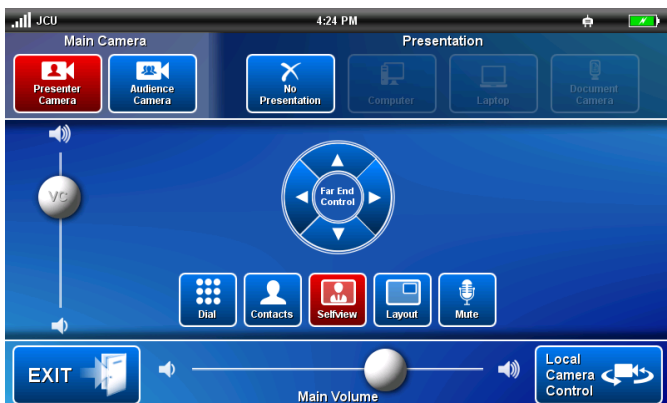 JCU
4:24 PM
Main Camera
Presentation
Presenter
Camera
Audience
Camera
No
Presentation
Computer
Laptop
Document
Camera
VC
Far End
Control
Dial
Contacts
Selfview
Layout
Mute
EXIT
Main Volume
Local
Camera
Control